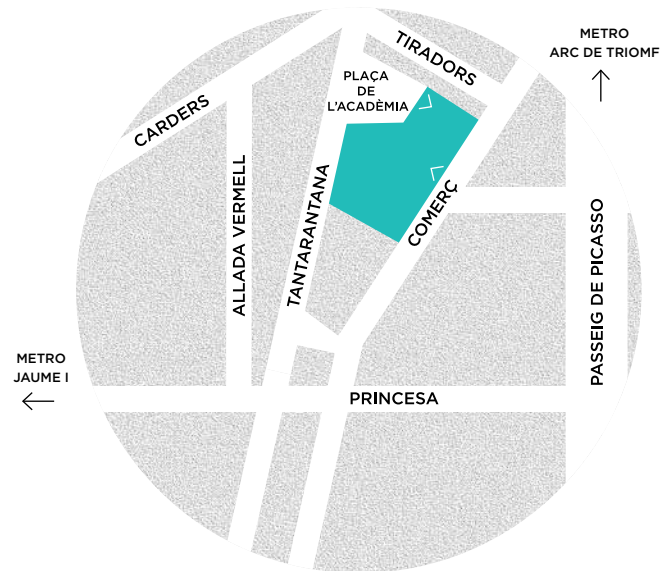 METRO
ARC DE TRIOMF
TIRADORS
PLAÇA
DE
L'ACADÈMIA
CARDERS
ALLADA VERMELL
TANTARANTANA
COMERÇ
PASSEIG DE PICASSO
METRO
JAUME I
PRINCESA